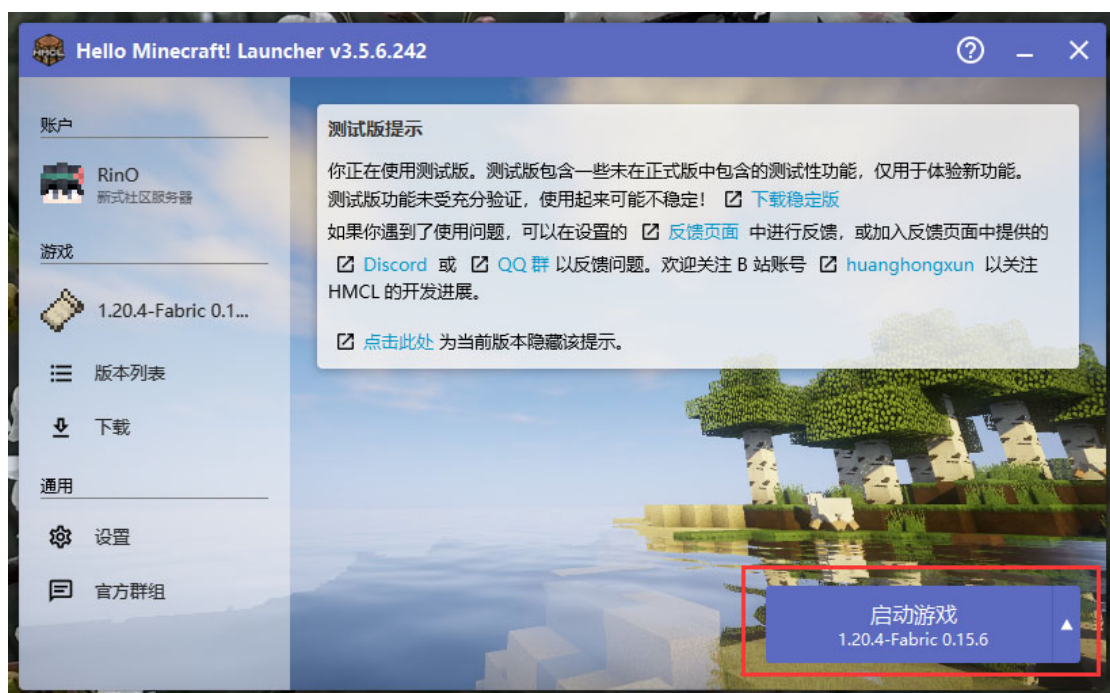 HMCL
Hello Minecraft! Launcher v3.5.6.242
账户
RinO
新式社区服务器
游戏
1.20.4-Fabric 0.1...
版本列表
下载
通用
设置
官方群组
测试版提示
你正在使用测试版。测试版包含一些未在正式版中包含的测试性功能，仅用于体验新功能。
测试版功能未受充分验证，使用起来可能不稳定！ 下载稳定版
如果你遇到了使用问题，可以在设置的 反馈页面 中进行反馈，或加入反馈页面中提供的
Discord 或 QQ 群 以反馈问题。欢迎关注 B 站账号 huanghongxun 以关注
HMCL 的开发进展。
点击此处 为当前版本隐藏该提示。
启动游戏
1.20.4-Fabric 0.15.6